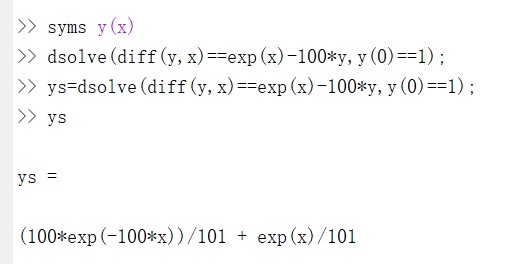 >> syms y(x)
>> dsolve(diff(y,x)==exp(x)-100*y,y(0)==1);
>> ys=dsolve(diff(y,x)==exp(x)-100*y,y(0)==1);
>> ys
ys =
(100*exp(-100*x))/101 + exp(x)/101